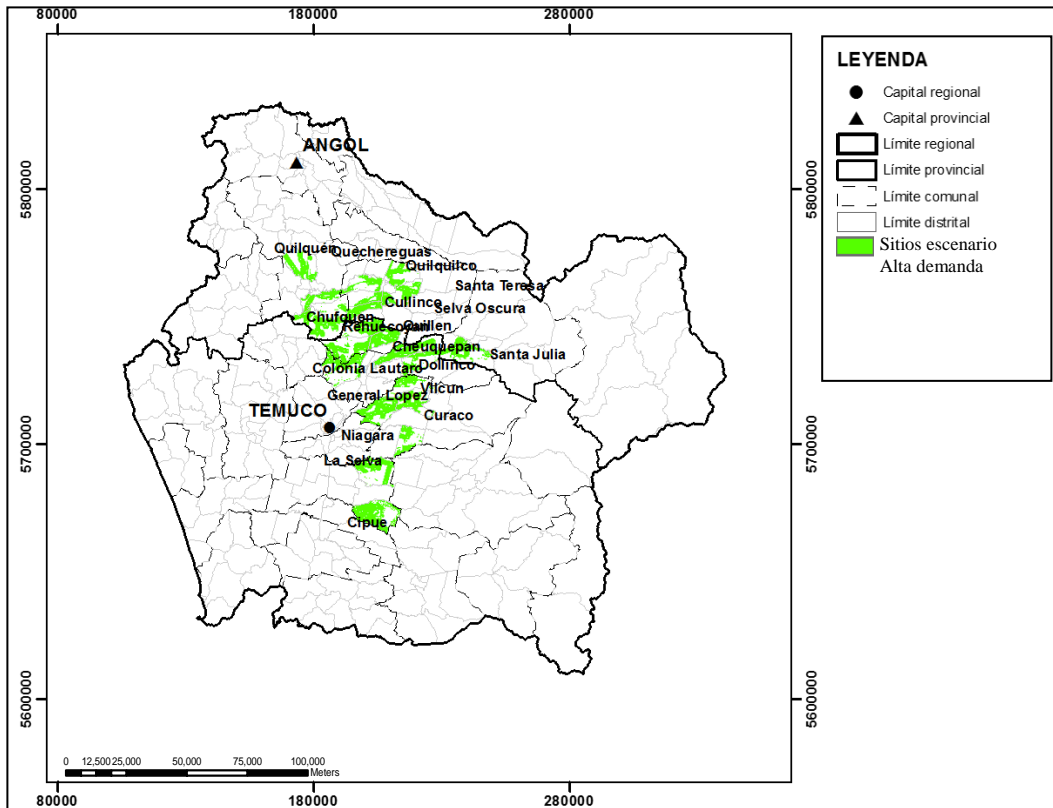 80000 180000 280000
5800000
5700000
5600000
5800000
5700000
5600000
ANGOL
Quilquén
Quechereguas
Quilquilco
Santa Teresa
Cullinco
Selva Oscura
Chufquén
Rehuecoyan
Quillen
Cheuquepan
Santa Julia
Colonia Lautaro
Dollinco
Vilcun
General Lopez
TEMUCO
Curaco
Niagara
La Selva
Cipue
0 12,500 25,000 50,000 75,000 100,000
Meters
80000 180000 280000
LEYENDA
Capital regional
Capital provincial
Límite regional
Límite provincial
Límite comunal
Límite distrital
Sitios escenario
Alta demanda